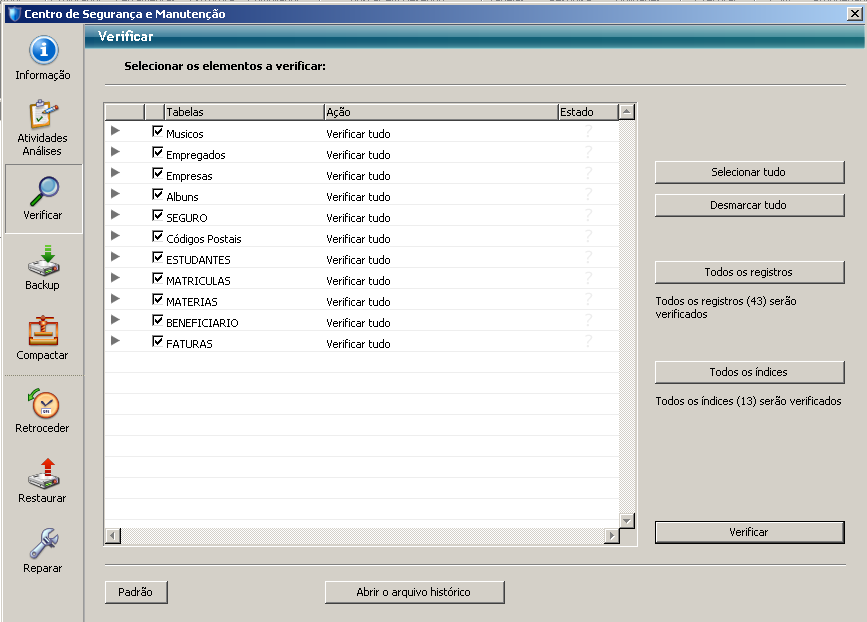 Centro de Segurança e Manutenção
Verificar
Informação
Atividades
Análises
Verificar
Backup
Compactar
Retroceder
Restaurar
Reparar
Selecionar os elementos a verificar:
Tabelas Ação Estado
Musicos Verificar tudo ?
Empregados Verificar tudo ?
Empresas Verificar tudo ?
Albuns Verificar tudo ?
SEGURO Verificar tudo ?
Códigos Postais Verificar tudo ?
ESTUDANTES Verificar tudo ?
MATRICULAS Verificar tudo ?
MATERIAS Verificar tudo ?
BENEFICIARIO Verificar tudo ?
FATURAS Verificar tudo ?
Selecionar tudo
Desmarcar tudo
Todos os registros
Todos os registros (43) serão
verificados
Todos os índices
Todos os índices (13) serão verificados
Verificar
Padrão
Abrir o arquivo histórico